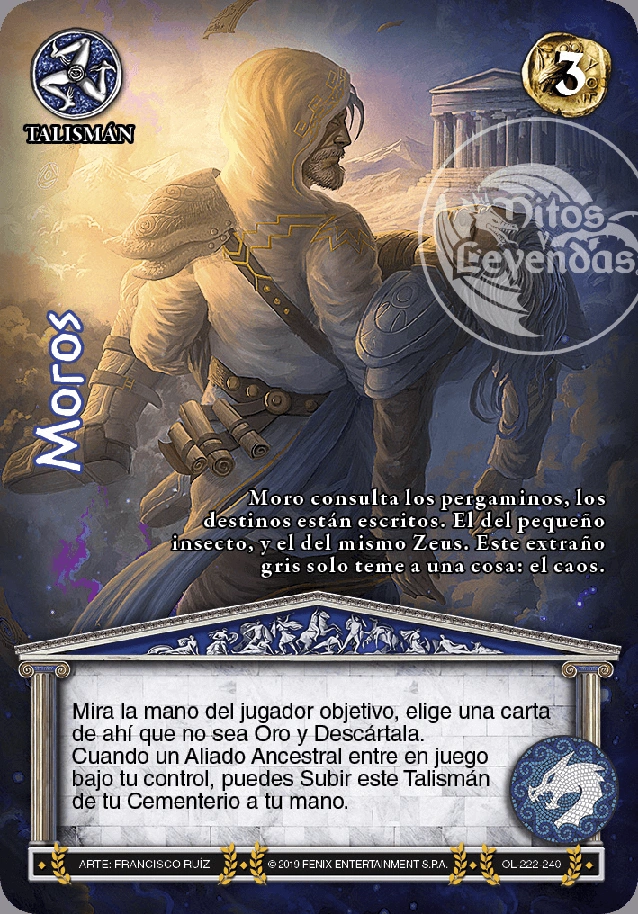 TALISMÁN
3
Mitos
y
Leyendas
Moros
Moro consulta los pergaminos, los
destinos están escritos. El del pequeño
insecto, y el del mismo Zeus. Este extraño
gris solo teme a una cosa: el caos.
Mira la mano del jugador objetivo, elige una carta
de ahí que no sea Oro y Descártala.
Cuando un Aliado Ancestral entre en juego
bajo tu control, puedes Subir este Talismán
de tu Cementerio a tu mano.
ARTE: FRANCISCO RUÍZ
© 2019 FENIX ENTERTAINMENT S.P.A.
OL 222-240